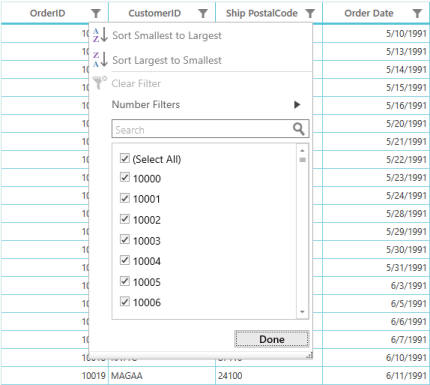 OrderID CustomerID Ship PostalCode Order Date
10 5/10/1991
Sort Smallest to Largest
10 5/13/1991
Sort Largest to Smallest
10 5/14/1991
Clear Filter
10 5/15/1991
Number Filters
10 5/16/1991
Search
10 5/20/1991
10 5/21/1991
(Select All)
10 5/22/1991
10000
10 5/23/1991
10001
10 5/24/1991
10002
10 5/28/1991
10003
10 5/29/1991
10004
10 5/30/1991
10005
10 5/31/1991
10006
10 6/3/1991
10 6/5/1991
10 6/6/1991
Done
10 6/7/1991
6/10/1991
10019 MAGAA 24100 6/11/1991